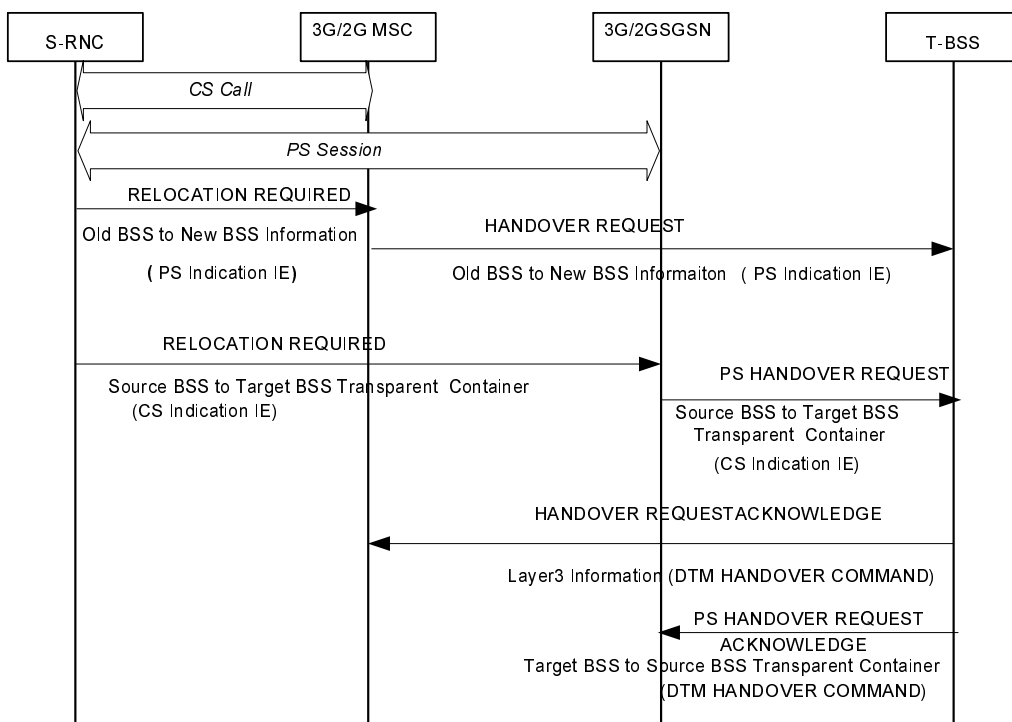 S-RNC
3G/2G MSC
3G/2GSGSN
T-BSS
CS Call
PS Session
RELOCATION REQUIRED
Old BSS to New BSS Information
( PS Indication IE)
HANDOVER REQUEST
Old BSS to New BSS Informaiton ( PS Indication IE)
RELOCATION REQUIRED
Source BSS to Target BSS Transparent Container
(CS Indication IE)
PS HANDOVER REQUEST
Source BSS to Target BSS
Transparent Container
(CS Indication IE)
HANDOVER REQUESTACKNOWLEDGE
Layer3 Information (DTM HANDOVER COMMAND)
PS HANDOVER REQUEST
ACKNOWLEDGE
Target BSS to Source BSS Transparent Container
(DTM HANDOVER COMMAND)